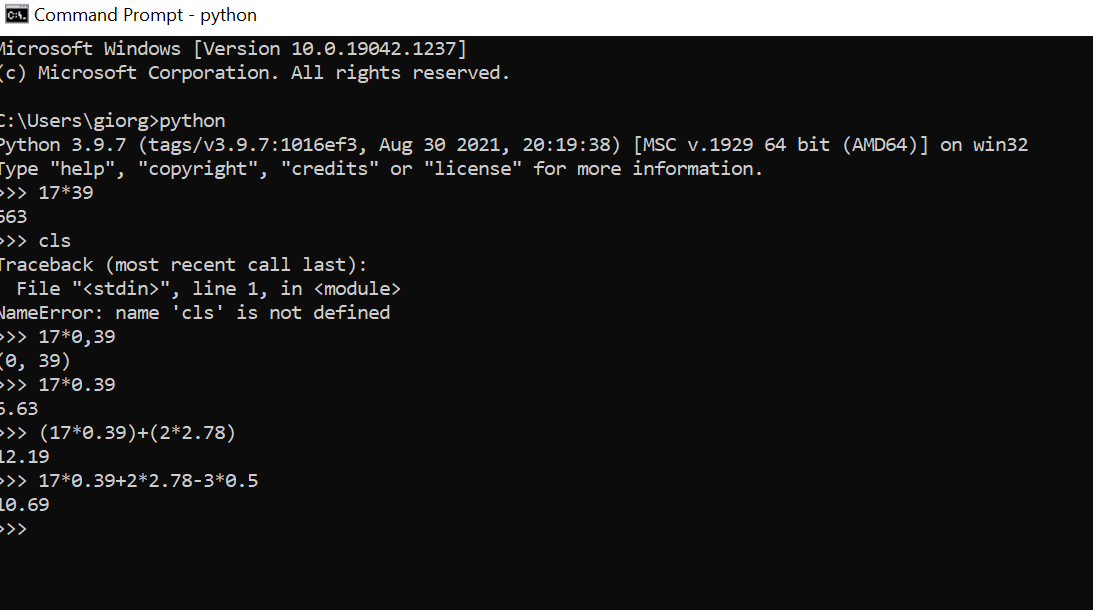 Command Prompt - python
Microsoft Windows [Version 10.0.19042.1237]
(c) Microsoft Corporation. All rights reserved.
C:\Users\giorg>python
Python 3.9.7 (tags/v3.9.7:1016ef3, Aug 30 2021, 20:19:38) [MSC v.1929 64 bit (AMD64)] on win32
Type "help", "copyright", "credits" or "license" for more information.
>>> 17*39
663
>>> cls
Traceback (most recent call last):
  File "<stdin>", line 1, in <module>
NameError: name 'cls' is not defined
>>> 17*0,39
(0, 39)
>>> 17*0.39
6.63
>>> (17*0.39)+(2*2.78)
12.19
>>> 17*0.39+2*2.78-3*0.5
10.69
>>>